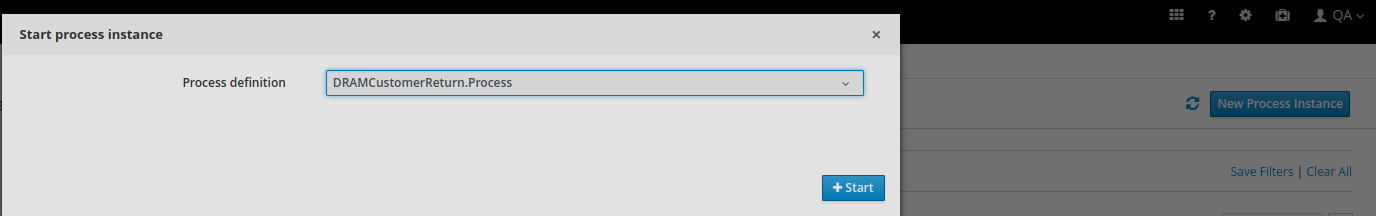 Start process instance
×
? QA
Process definition DRAMCustomerReturn.Process
New Process Instance
Save Filters | Clear All
+ Start